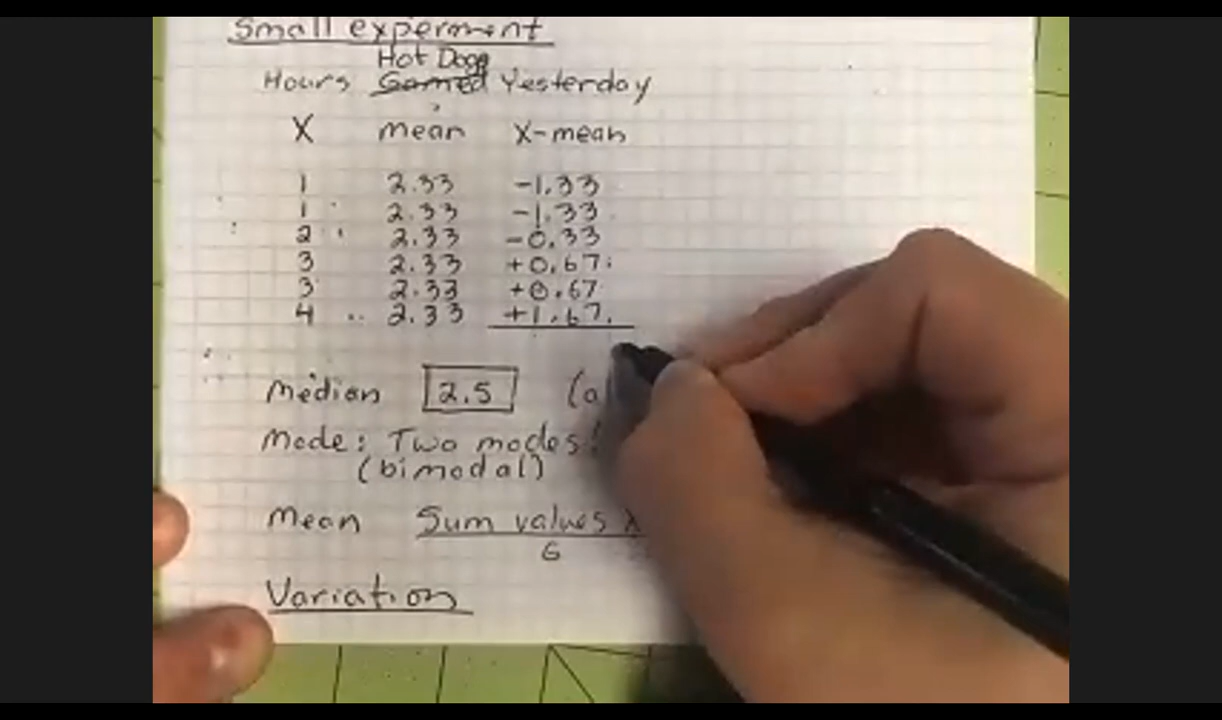 Small experment
Hot Dogs
Hours Gamed Yesterday
X mean X-mean
1 2.33 -1.33
1 2.33 -1.33
2 2.33 -0.33
3 2.33 +0.67
3 2.33 +0.67
4 2.33 +1.67
Median 2.5 (a
Mode: Two modes!
(bimodal)
Mean Sum values X
6
Variation